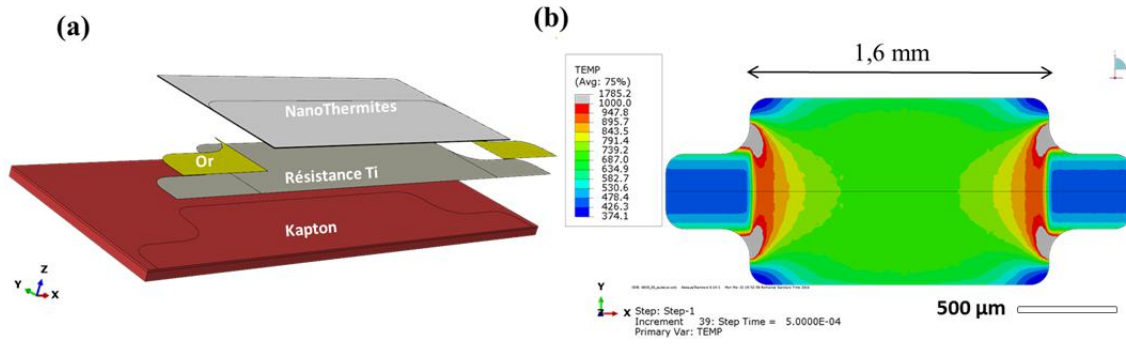 (a)
NanoThermites
Or
Résistance Ti
Kapton
Z
Y
X
(b)
1,6 mm
TEMP
(Avg: 75%)
1785.2
1000.0
947.8
895.7
843.5
791.4
739.2
687.0
634.9
582.7
530.6
478.4
426.3
374.1
500 µm
Y
Z
X
Step: Step-1
Increment 39: Step Time = 5.0000E-04
Primary Var: TEMP